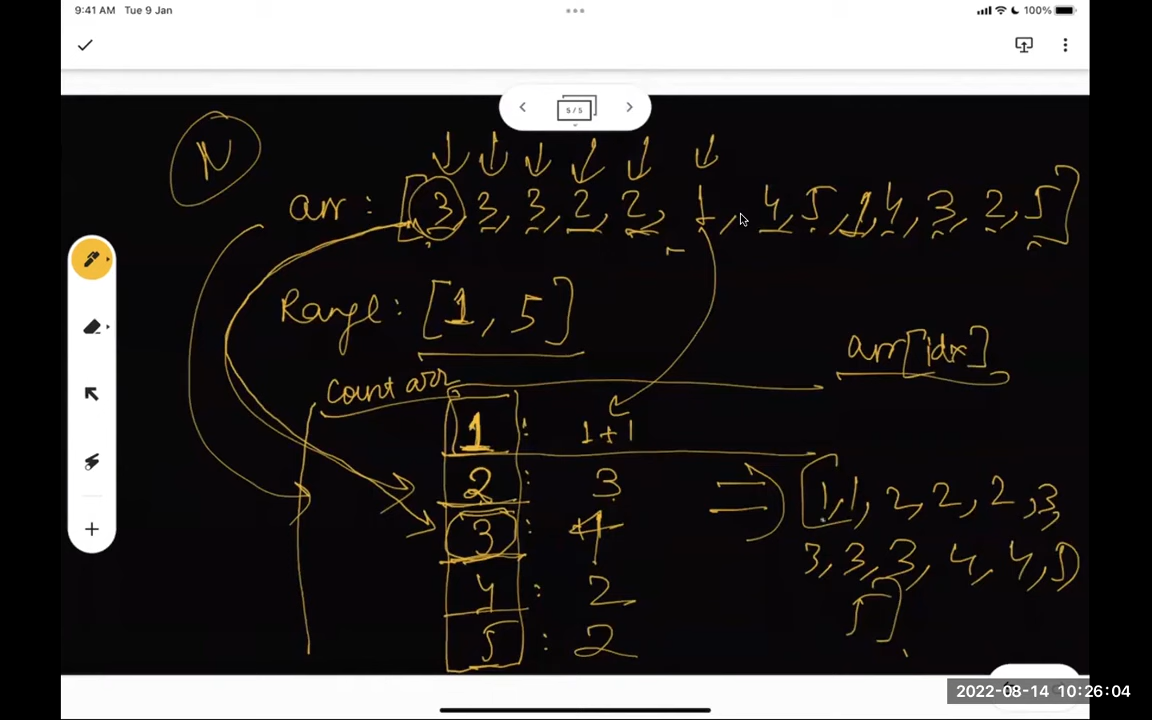 9:41 AM Tue 9 Jan 100%
5 / 5
N
arr : [3, 3, 3, 2, 2, 1, 4, 5, 1, 4, 3, 2, 5]
Range : [1, 5]
arr[idx]
Count arr
1 : 1+1
2 : 3
3 : 4
4 : 2
5 : 2
[1, 1, 2, 2, 2, 3,
3, 3, 3, 4, 4, 5,
5]
2022-08-14 10:26:04